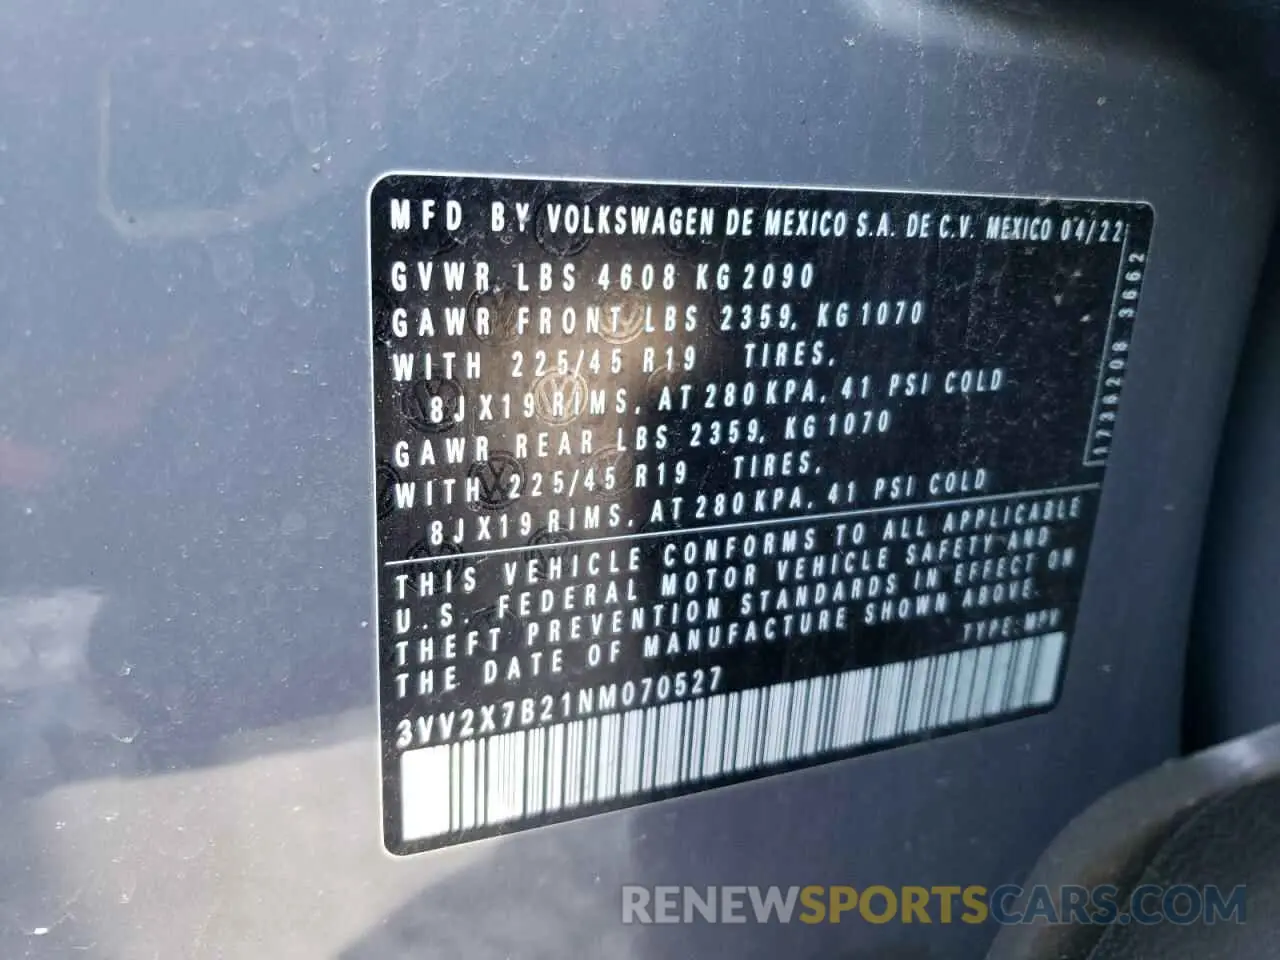 MFD BY VOLKSWAGEN DE MEXICO S.A. DE C.V. MEXICO 04/22
GVWR LBS 4608 KG 2090
GAWR FRONT LBS 2359, KG 1070
WITH 225/45 R19 TIRES,
8JX19 RIMS, AT 280 KPA, 41 PSI COLD
GAWR REAR LBS 2359, KG 1070
WITH 225/45 R19 TIRES,
8JX19 RIMS, AT 280 KPA, 41 PSI COLD
THIS VEHICLE CONFORMS TO ALL APPLICABLE
U.S. FEDERAL MOTOR VEHICLE SAFETY AND
THEFT PREVENTION STANDARDS IN EFFECT ON
THE DATE OF MANUFACTURE SHOWN ABOVE.
TYPE: MPV
3VV2X7B21NM070527
11736208 3662
RENEWSPORTSCARS.COM